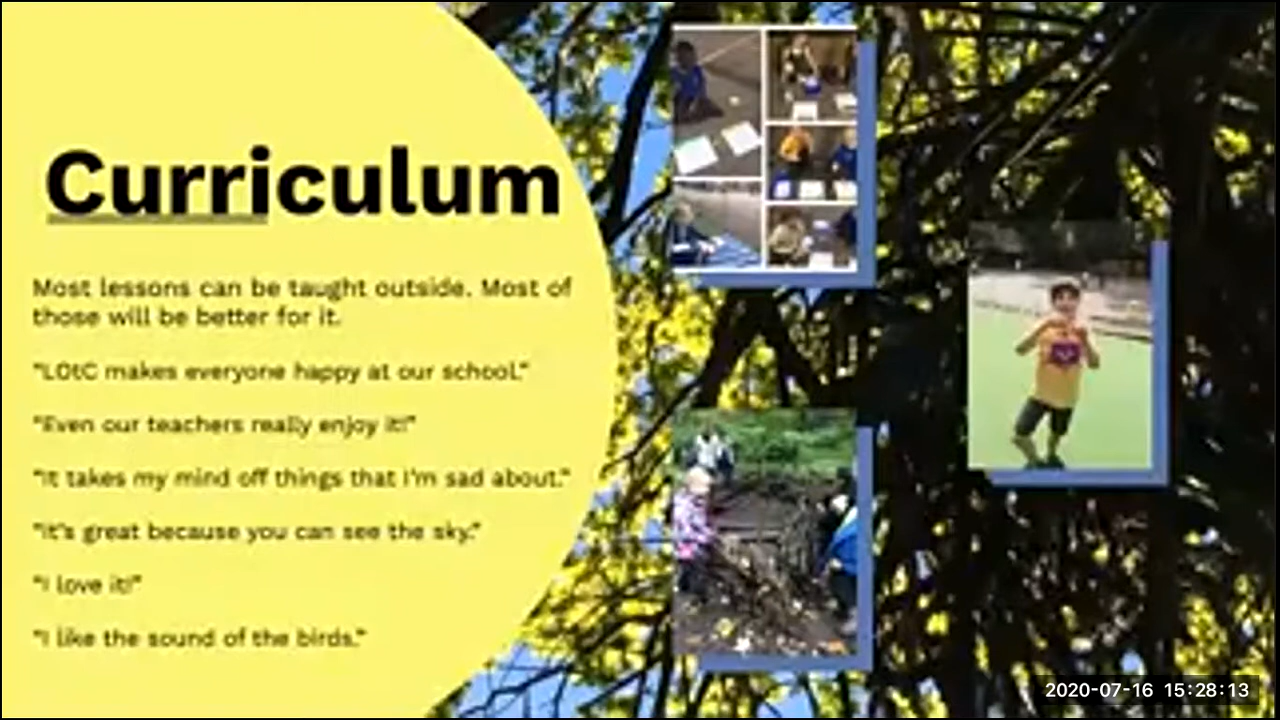 Curriculum
Most lessons can be taught outside. Most of
those will be better for it.
"LOtC makes everyone happy at our school."
"Even our teachers really enjoy it!"
"It takes my mind off things that I'm sad about."
"It's great because you can see the sky."
"I love it!"
"I like the sound of the birds."
2020-07-16 15:28:13